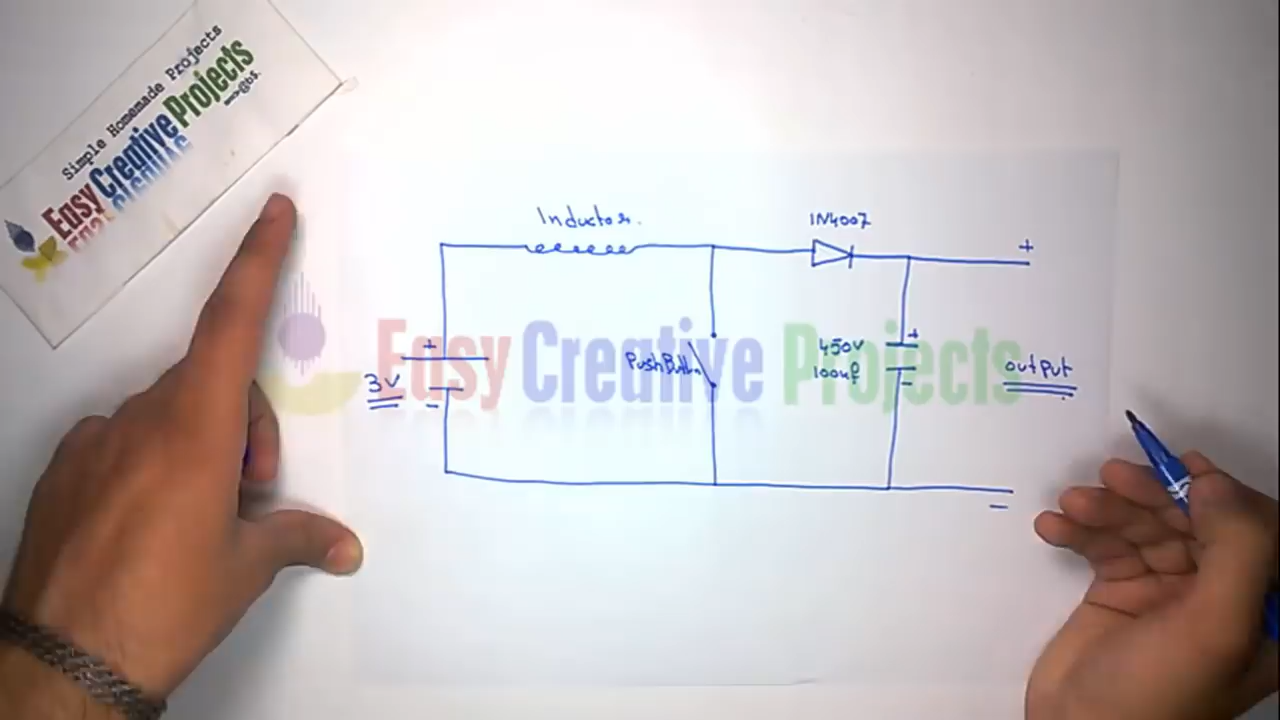 Simple Homemade Projects
Easy Creative Projects
Inductor.
1N4007
+
+
3V
-
PushButton
+
450V
100uf
-
output
-
Easy Creative Projects